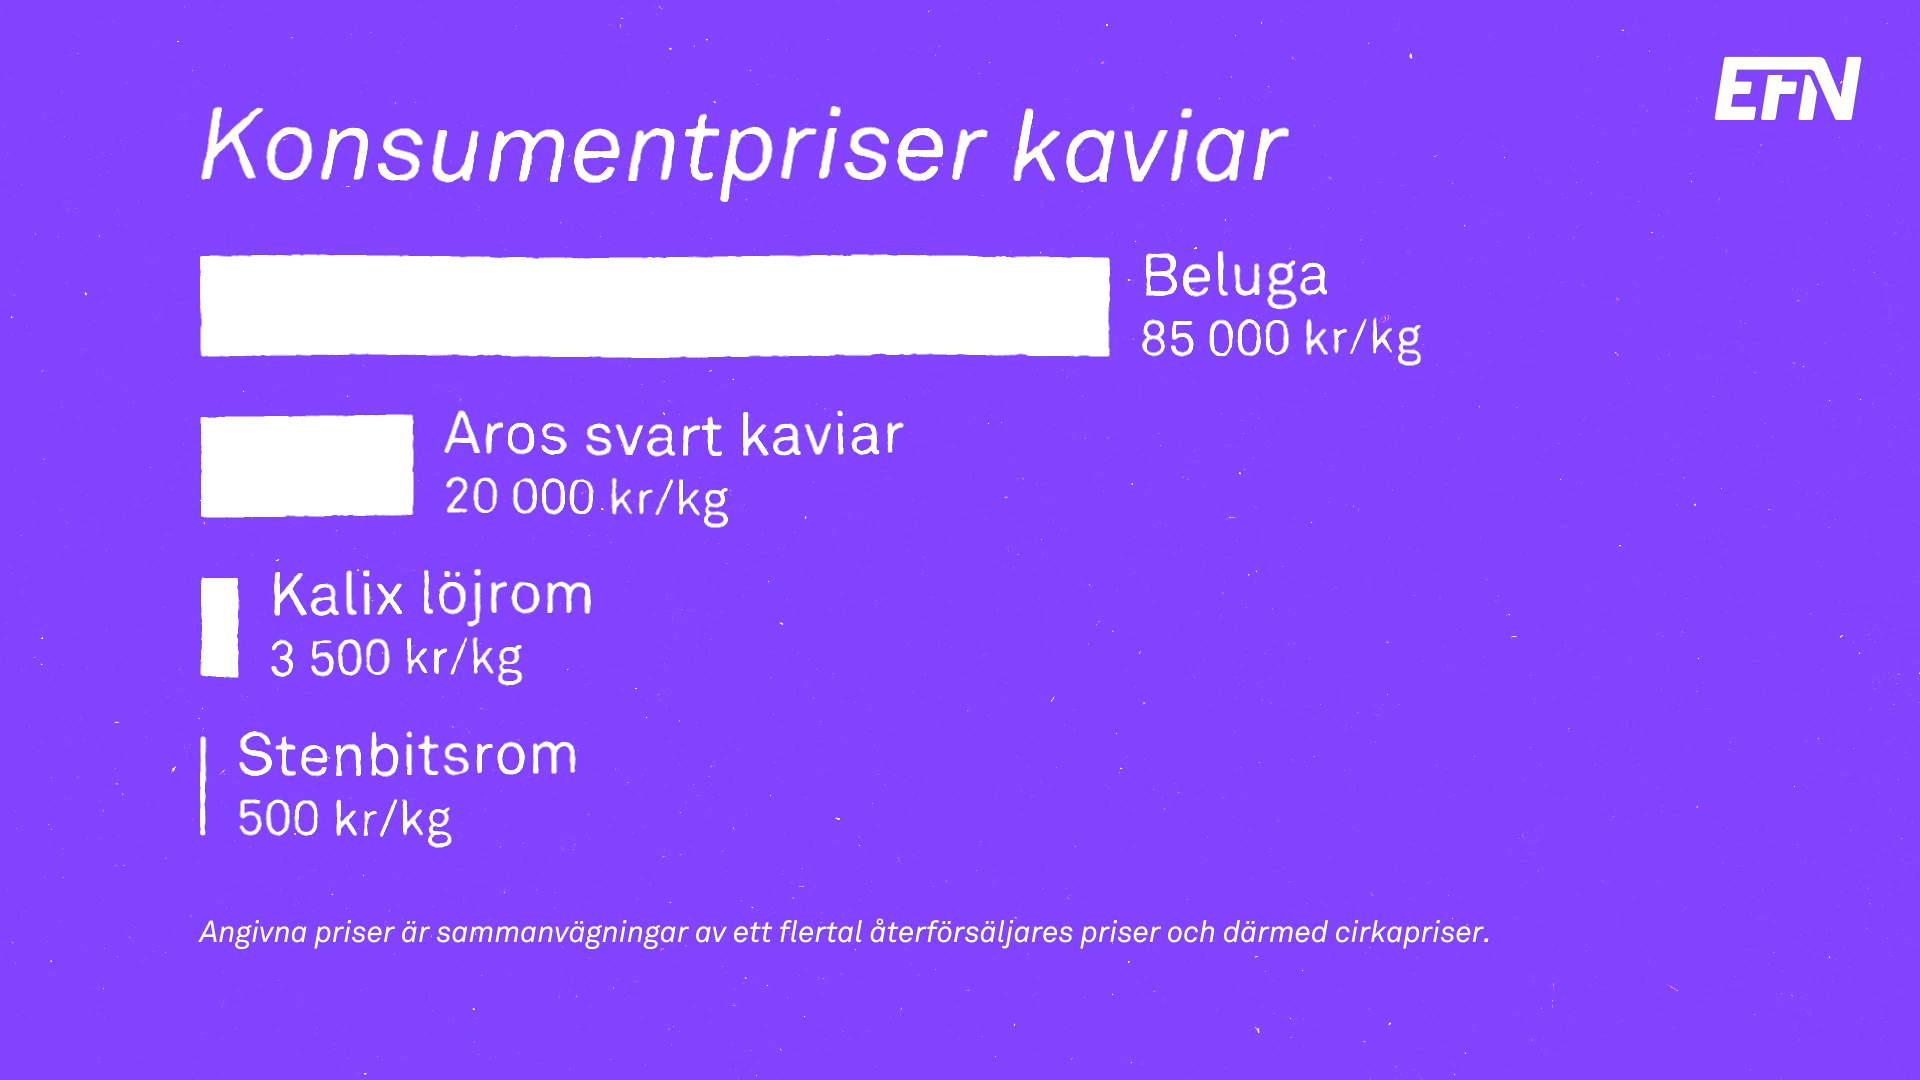 EFN
Konsumentpriser kaviar
Beluga
85 000 kr/kg
Aros svart kaviar
20 000 kr/kg
Kalix löjrom
3 500 kr/kg
Stenbitsrom
500 kr/kg
Angivna priser är sammanvägningar av ett flertal återförsäljares priser och därmed cirkapriser.